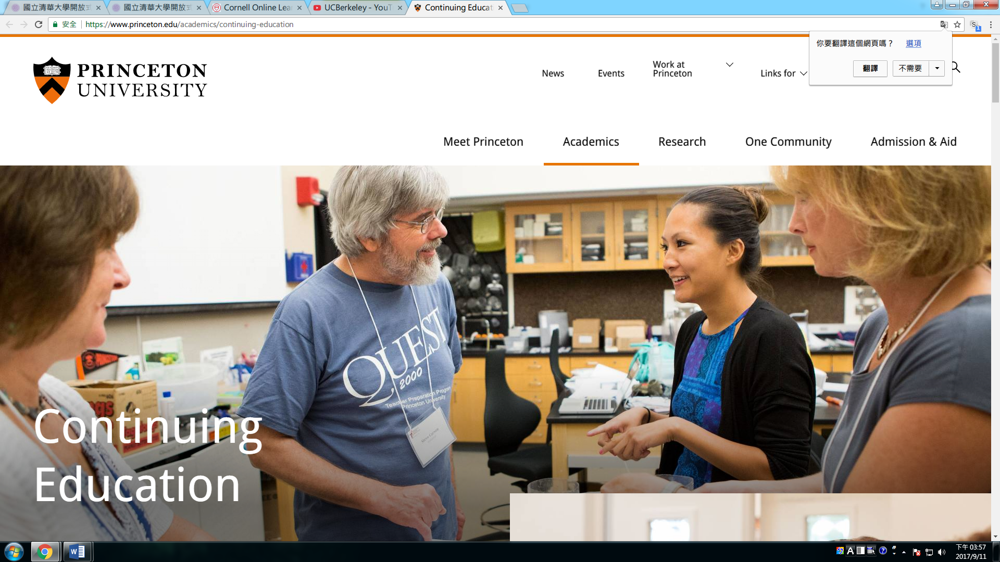 國立清華大學開放式
國立清華大學開放式
Cornell Online Lea
UCBerkeley - YouT
Continuing Educat
安全
https://www.princeton.edu/academics/continuing-education
你要翻譯這個網頁嗎？ 選項
翻譯 不需要
PRINCETON
UNIVERSITY
News
Events
Work at
Princeton
Links for
Meet Princeton
Academics
Research
One Community
Admission & Aid
QUEST
2000
Teacher Preparation Program
Princeton University
Steve Carson
PRINCETON
Continuing
Education
下午 03:57
2017/9/11